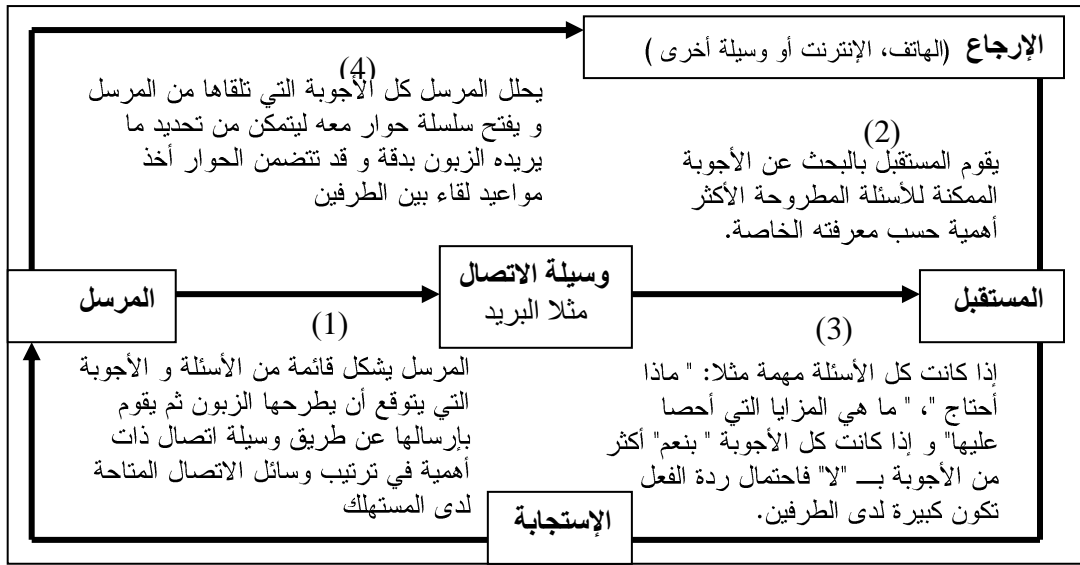 الإرجاع (الهاتف، الإنترنت أو وسيلة أخرى )
(4)
يحلل المرسل كل الأجوبة التي تلقاها من المرسل
و يفتح سلسلة حوار معه ليتمكن من تحديد ما
يريده الزبون بدقة و قد تتضمن الحوار أخذ
مواعيد لقاء بين الطرفين
(2)
يقوم المستقبل بالبحث عن الأجوبة
الممكنة للأسئلة المطروحة الأكثر
أهمية حسب معرفته الخاصة.
المرسل
وسيلة الاتصال
مثلا البريد
المستقبل
(1)
المرسل يشكل قائمة من الأسئلة و الأجوبة
التي يتوقع أن يطرحها الزبون ثم يقوم
بإرسالها عن طريق وسيلة اتصال ذات
أهمية في ترتيب وسائل الاتصال المتاحة
لدى المستهلك
(3)
إذا كانت كل الأسئلة مهمة مثلا: " ماذا
أحتاج "، " ما هي المزايا التي أحصا
عليها" و إذا كانت كل الأجوبة " بنعم" أكثر
من الأجوبة بـــ "لا" فاحتمال ردة الفعل
تكون كبيرة لدى الطرفين.
الإستجابة